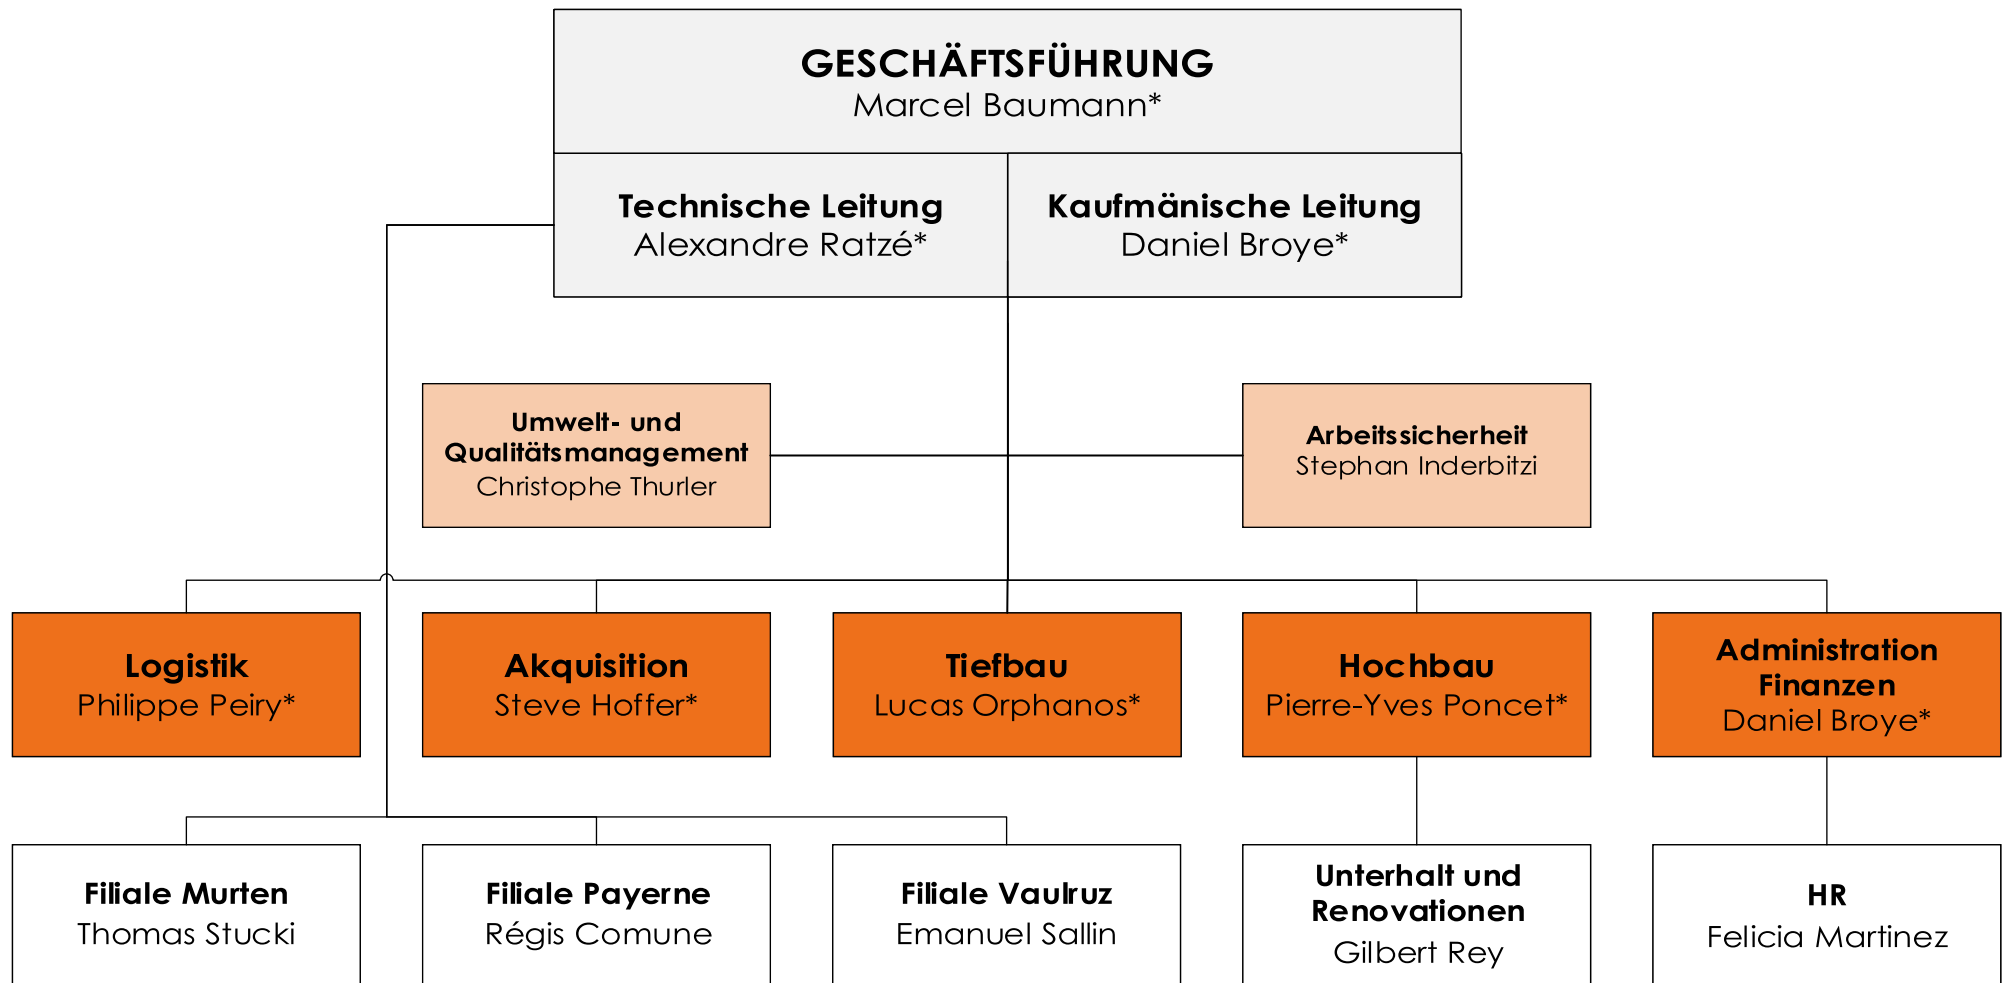 GESCHÄFTSFÜHRUNG
Marcel Baumann*
Technische Leitung
Alexandre Ratzé*
Kaufmänische Leitung
Daniel Broye*
Umwelt- und
Qualitätsmanagement
Christophe Thurler
Arbeitssicherheit
Stephan Inderbitzi
Logistik
Philippe Peiry*
Akquisition
Steve Hoffer*
Tiefbau
Lucas Orphanos*
Hochbau
Pierre-Yves Poncet*
Administration
Finanzen
Daniel Broye*
Filiale Murten
Thomas Stucki
Filiale Payerne
Régis Comune
Filiale Vaulruz
Emanuel Sallin
Unterhalt und
Renovationen
Gilbert Rey
HR
Felicia Martinez